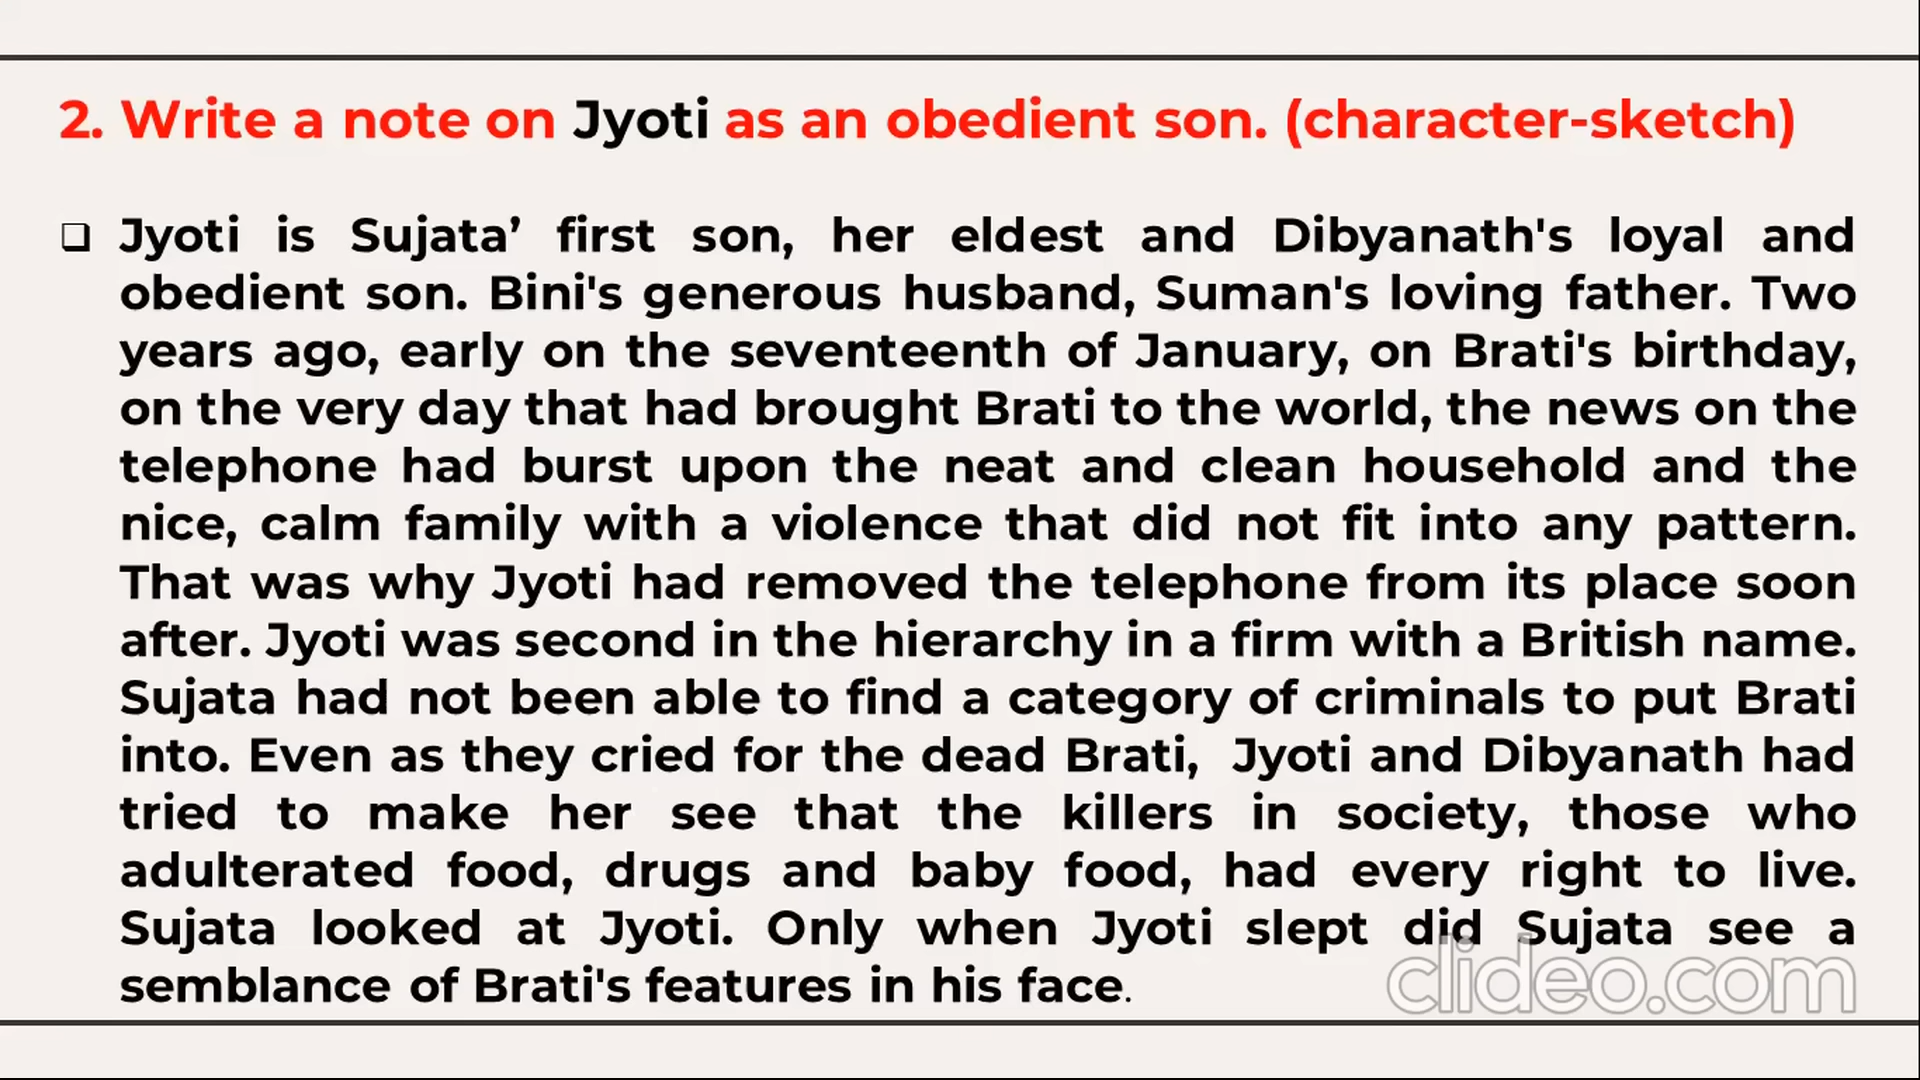 2. Write a note on Jyoti as an obedient son. (character-sketch)
❑ Jyoti is Sujata’ first son, her eldest and Dibyanath's loyal and
obedient son. Bini's generous husband, Suman's loving father. Two
years ago, early on the seventeenth of January, on Brati's birthday,
on the very day that had brought Brati to the world, the news on the
telephone had burst upon the neat and clean household and the
nice, calm family with a violence that did not fit into any pattern.
That was why Jyoti had removed the telephone from its place soon
after. Jyoti was second in the hierarchy in a firm with a British name.
Sujata had not been able to find a category of criminals to put Brati
into. Even as they cried for the dead Brati, Jyoti and Dibyanath had
tried to make her see that the killers in society, those who
adulterated food, drugs and baby food, had every right to live.
Sujata looked at Jyoti. Only when Jyoti slept did Sujata see a
semblance of Brati's features in his face.
clideo.com